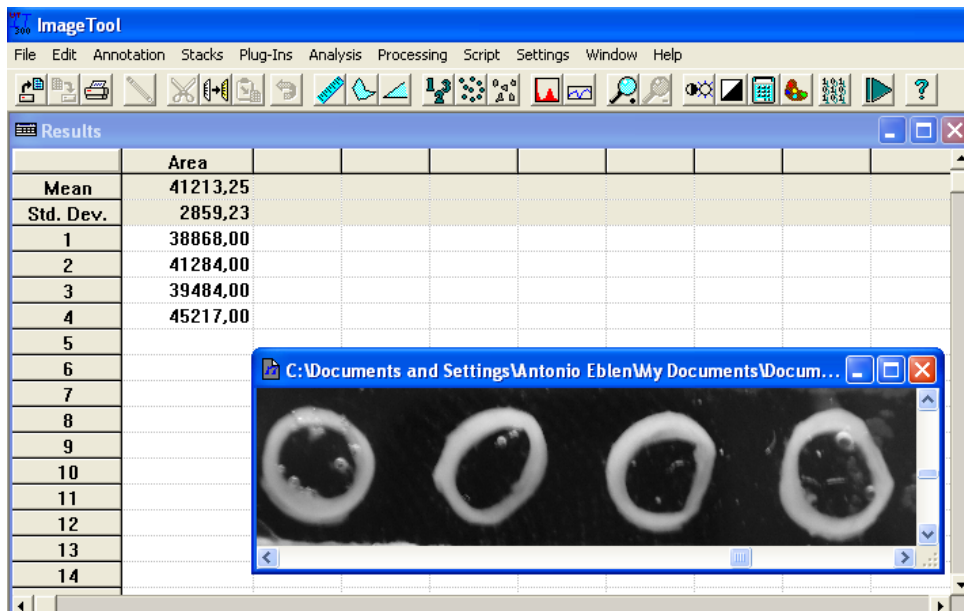 ImageTool
File Edit Annotation Stacks Plug-Ins Analysis Processing Script Settings Window Help
Results
Area
Mean 41213,25
Std. Dev. 2859,23
1 38868,00
2 41284,00
3 39484,00
4 45217,00
5
6
7
8
9
10
11
12
13
14
C:\Documents and Settings\Antonio Eblen\My Documents\Docum...